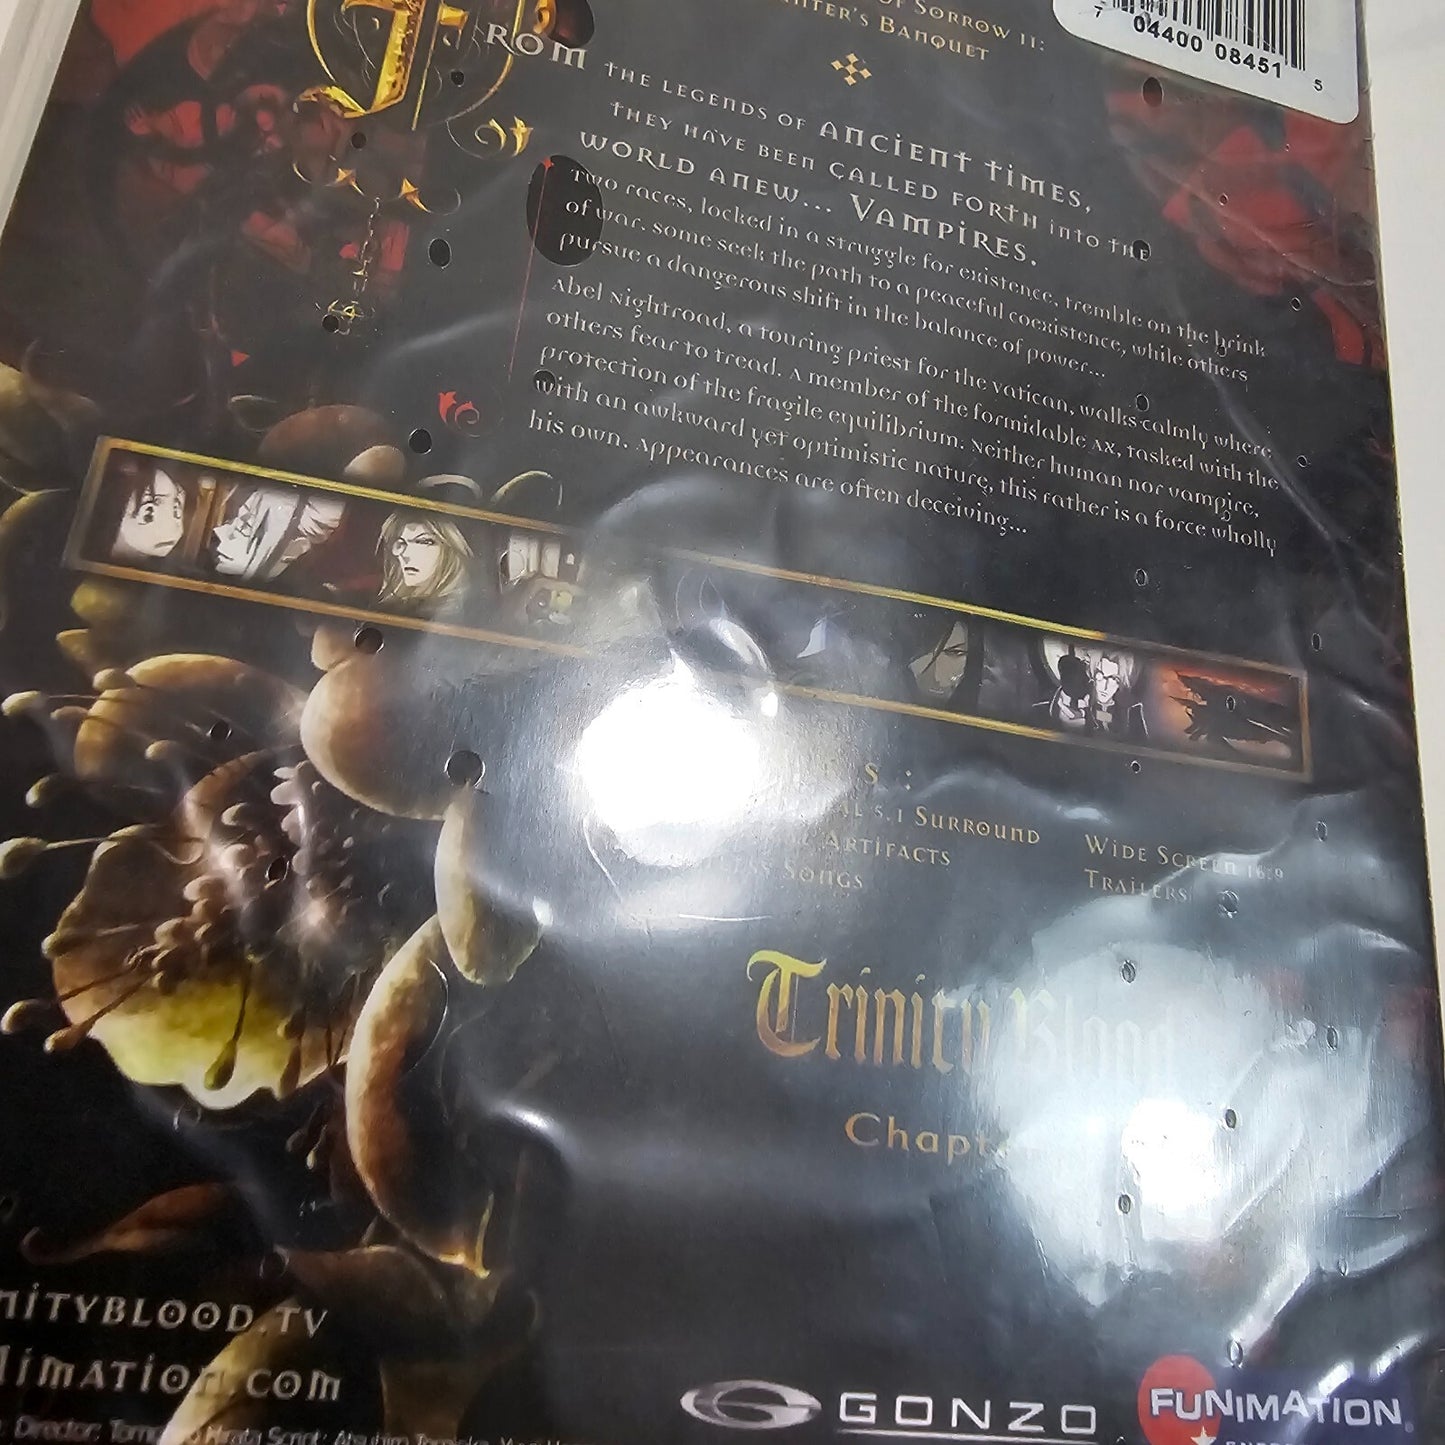 of Sorrow II:
Banquet
7 04400 08451 5
From the legends of ancient times,
they have been called forth into the
world anew... Vampires.
Two races, locked in a struggle for existence, tremble on the brink
of war. Some seek the path to a peaceful coexistence, while others
pursue a dangerous shift in the balance of power...
Abel Nightroad, a touring priest for the Vatican, walks calmly where
others fear to tread. A member of the formidable AX, tasked with the
protection of the fragile equilibrium. Neither human nor vampire,
with an awkward yet optimistic nature, this father is a force wholly
his own. Appearances are often deceiving...
5.1 Surround
Artifacts
Songs
Wide Screen 16:9
Trailers
Trinity Blood
nityblood.tv
imation.com
Director:
GONZO
FUNIMATION